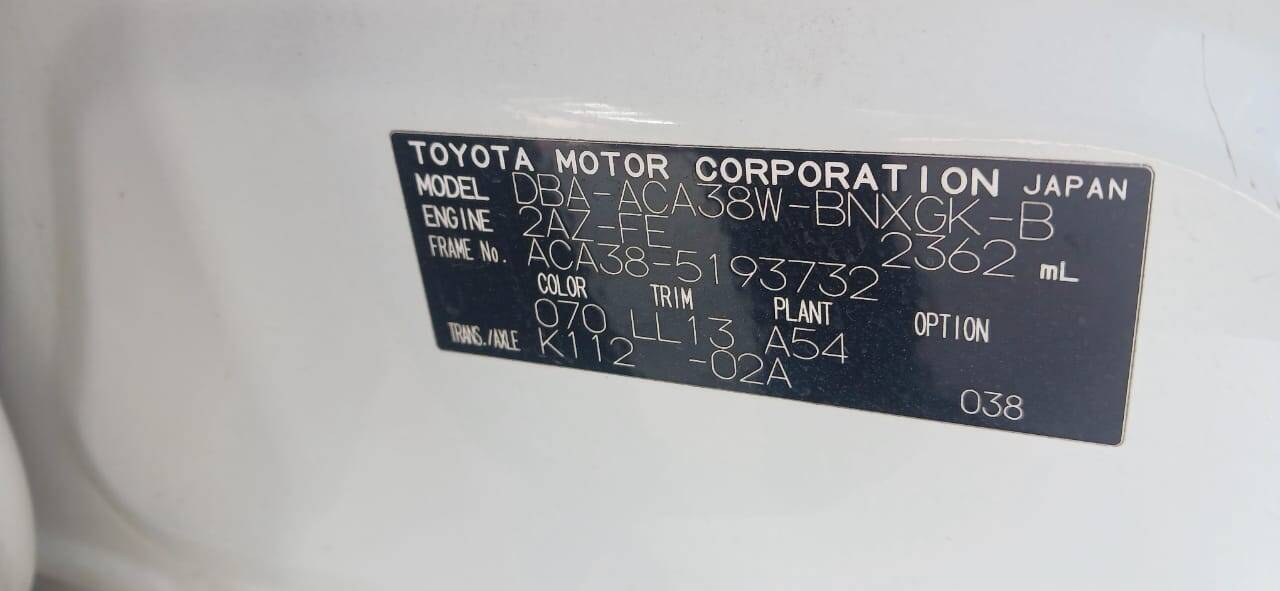 TOYOTA MOTOR CORPORATION JAPAN
MODEL DBA-ACA38W-BNXGK-B
ENGINE 2AZ-FE 2362 mL
FRAME No. ACA38-5193732
COLOR TRIM PLANT OPTION
070 LL13 A54
TRANS./AXLE K112 -02A
038